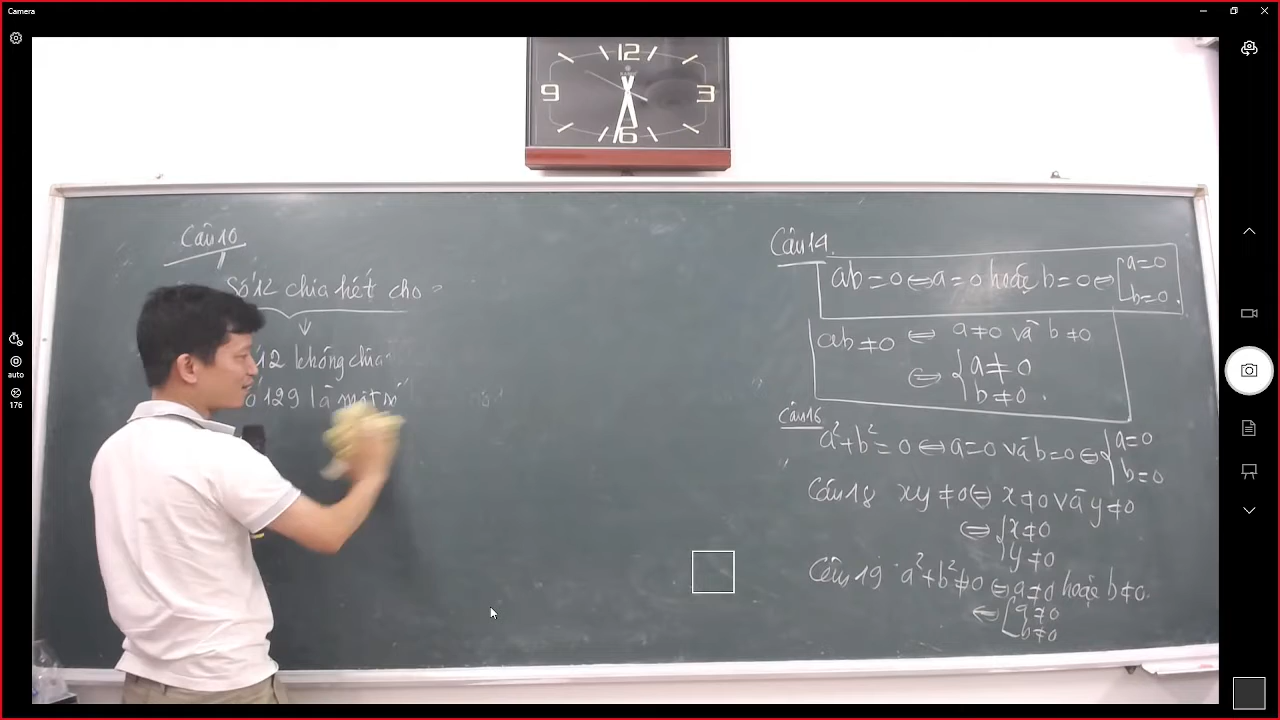 Camera
12
9
3
6
auto
176
Câu 10
Số 12 chia hết cho
12 không chia
129 là một số
Câu 14.
ab = 0 ⇔ a = 0 hoặc b = 0 ⇔ [a = 0
b = 0.
ab ≠ 0 ⇔ a ≠ 0 và b ≠ 0
⇔ {a ≠ 0
b ≠ 0.
Câu 16
a² + b² = 0 ⇔ a = 0 và b = 0 ⇔ {a = 0
b = 0
Câu 18 xy ≠ 0 ⇔ x ≠ 0 và y ≠ 0
⇔ {x ≠ 0
y ≠ 0
Câu 19 a² + b² ≠ 0 ⇔ a ≠ 0 hoặc b ≠ 0.
⇔ [a ≠ 0
b ≠ 0